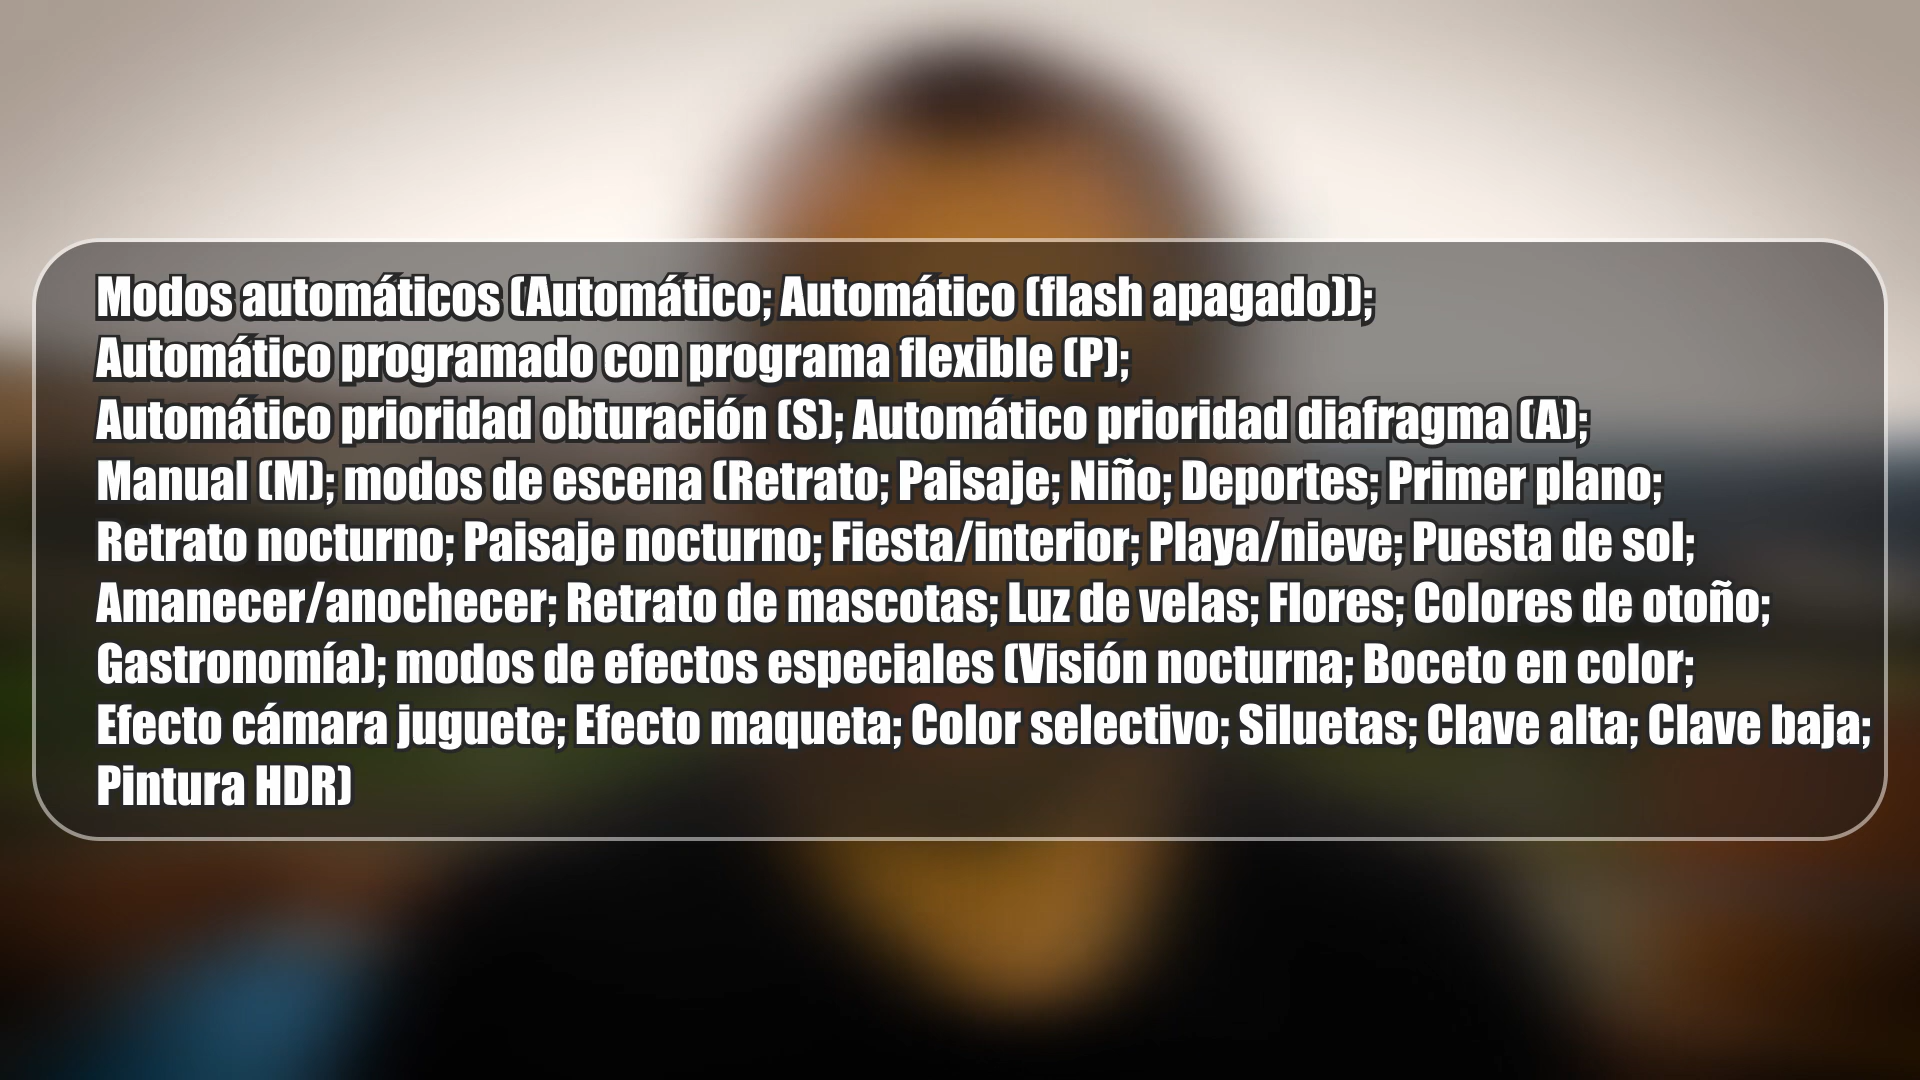 Modos automáticos (Automático; Automático (flash apagado));
Automático programado con programa flexible (P);
Automático prioridad obturación (S); Automático prioridad diafragma (A);
Manual (M); modos de escena (Retrato; Paisaje; Niño; Deportes; Primer plano;
Retrato nocturno; Paisaje nocturno; Fiesta/interior; Playa/nieve; Puesta de sol;
Amanecer/anochecer; Retrato de mascotas; Luz de velas; Flores; Colores de otoño;
Gastronomía); modos de efectos especiales (Visión nocturna; Boceto en color;
Efecto cámara juguete; Efecto maqueta; Color selectivo; Siluetas; Clave alta; Clave baja;
Pintura HDR)